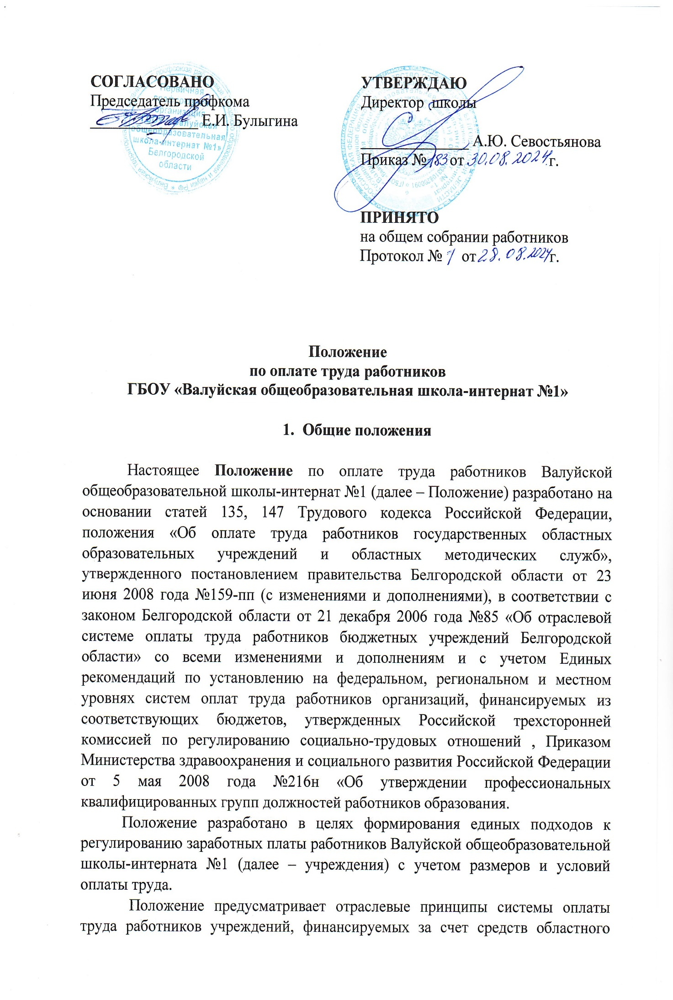 СОГЛАСОВАНО
Председатель профкома
Е.И. Булыгина
Первичная
профсоюзная
организация
Валуйская
общеобразовательная
школа-интернат №1»
Белгородской
области
УТВЕРЖДАЮ
Директор школы
А.Ю. Севостьянова
Приказ №183 от 30.08.2024 г.
ПРИНЯТО
на общем собрании работников
Протокол № 1 от 28.08.2024 г.
Положение
по оплате труда работников
ГБОУ «Валуйская общеобразовательная школа-интернат №1»
1. Общие положения
Настоящее Положение по оплате труда работников Валуйской
общеобразовательной школы-интернат №1 (далее – Положение) разработано на
основании статей 135, 147 Трудового кодекса Российской Федерации,
положения «Об оплате труда работников государственных областных
образовательных учреждений и областных методических служб»,
утвержденного постановлением правительства Белгородской области от 23
июня 2008 года №159-пп (с изменениями и дополнениями), в соответствии с
законом Белгородской области от 21 декабря 2006 года №85 «Об отраслевой
системе оплаты труда работников бюджетных учреждений Белгородской
области» со всеми изменениями и дополнениям и с учетом Единых
рекомендаций по установлению на федеральном, региональном и местном
уровнях систем оплат труда работников организаций, финансируемых из
соответствующих бюджетов, утвержденных Российской трехсторонней
комиссией по регулированию социально-трудовых отношений , Приказом
Министерства здравоохранения и социального развития Российской Федерации
от 5 мая 2008 года №216н «Об утверждении профессиональных
квалифицированных групп должностей работников образования.
Положение разработано в целях формирования единых подходов к
регулированию заработных платы работников Валуйской общеобразовательной
школы-интерната №1 (далее – учреждения) с учетом размеров и условий
оплаты труда.
Положение предусматривает отраслевые принципы системы оплаты
труда работников учреждений, финансируемых за счет средств областного